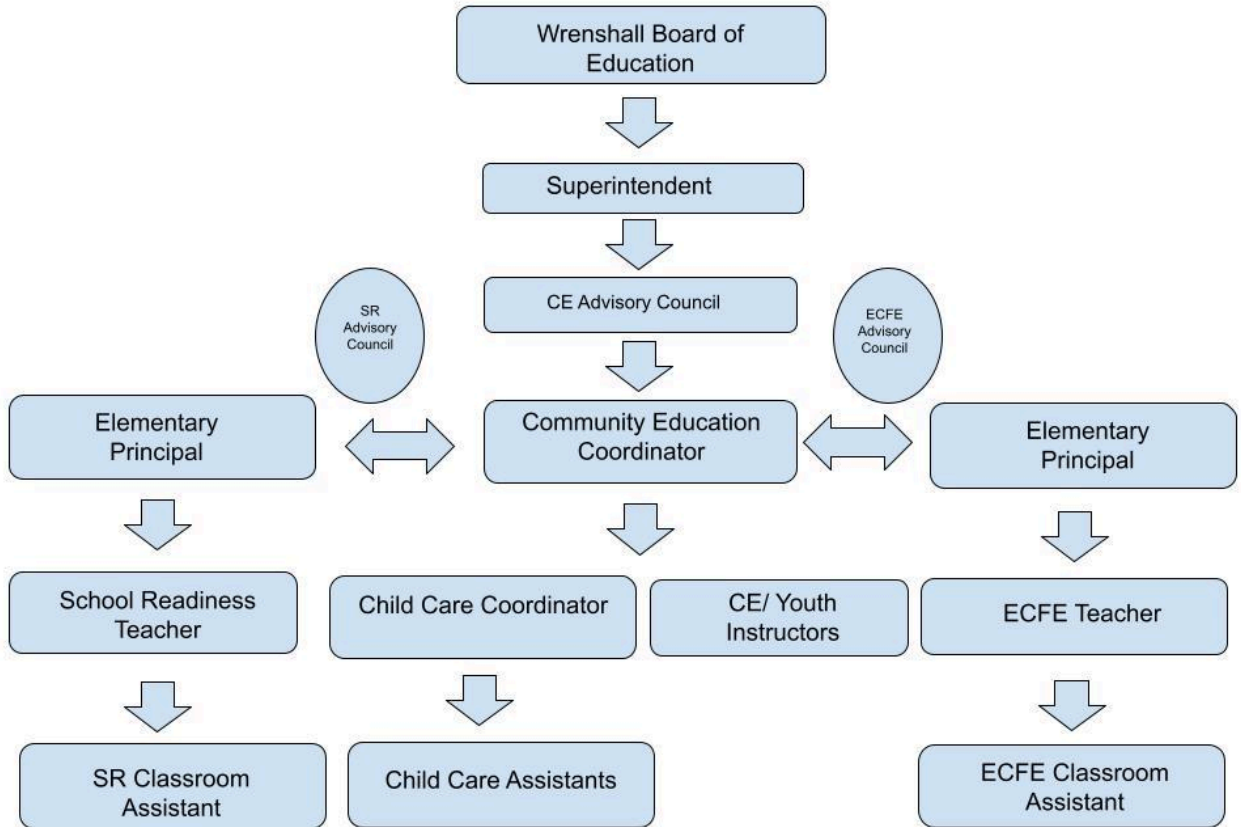 Wrenshall Board of
Education
Superintendent
CE Advisory Council
SR
Advisory
Council
ECFE
Advisory
Council
Elementary
Principal
Community Education
Coordinator
Elementary
Principal
School Readiness
Teacher
Child Care Coordinator
CE/ Youth
Instructors
ECFE Teacher
SR Classroom
Assistant
Child Care Assistants
ECFE Classroom
Assistant